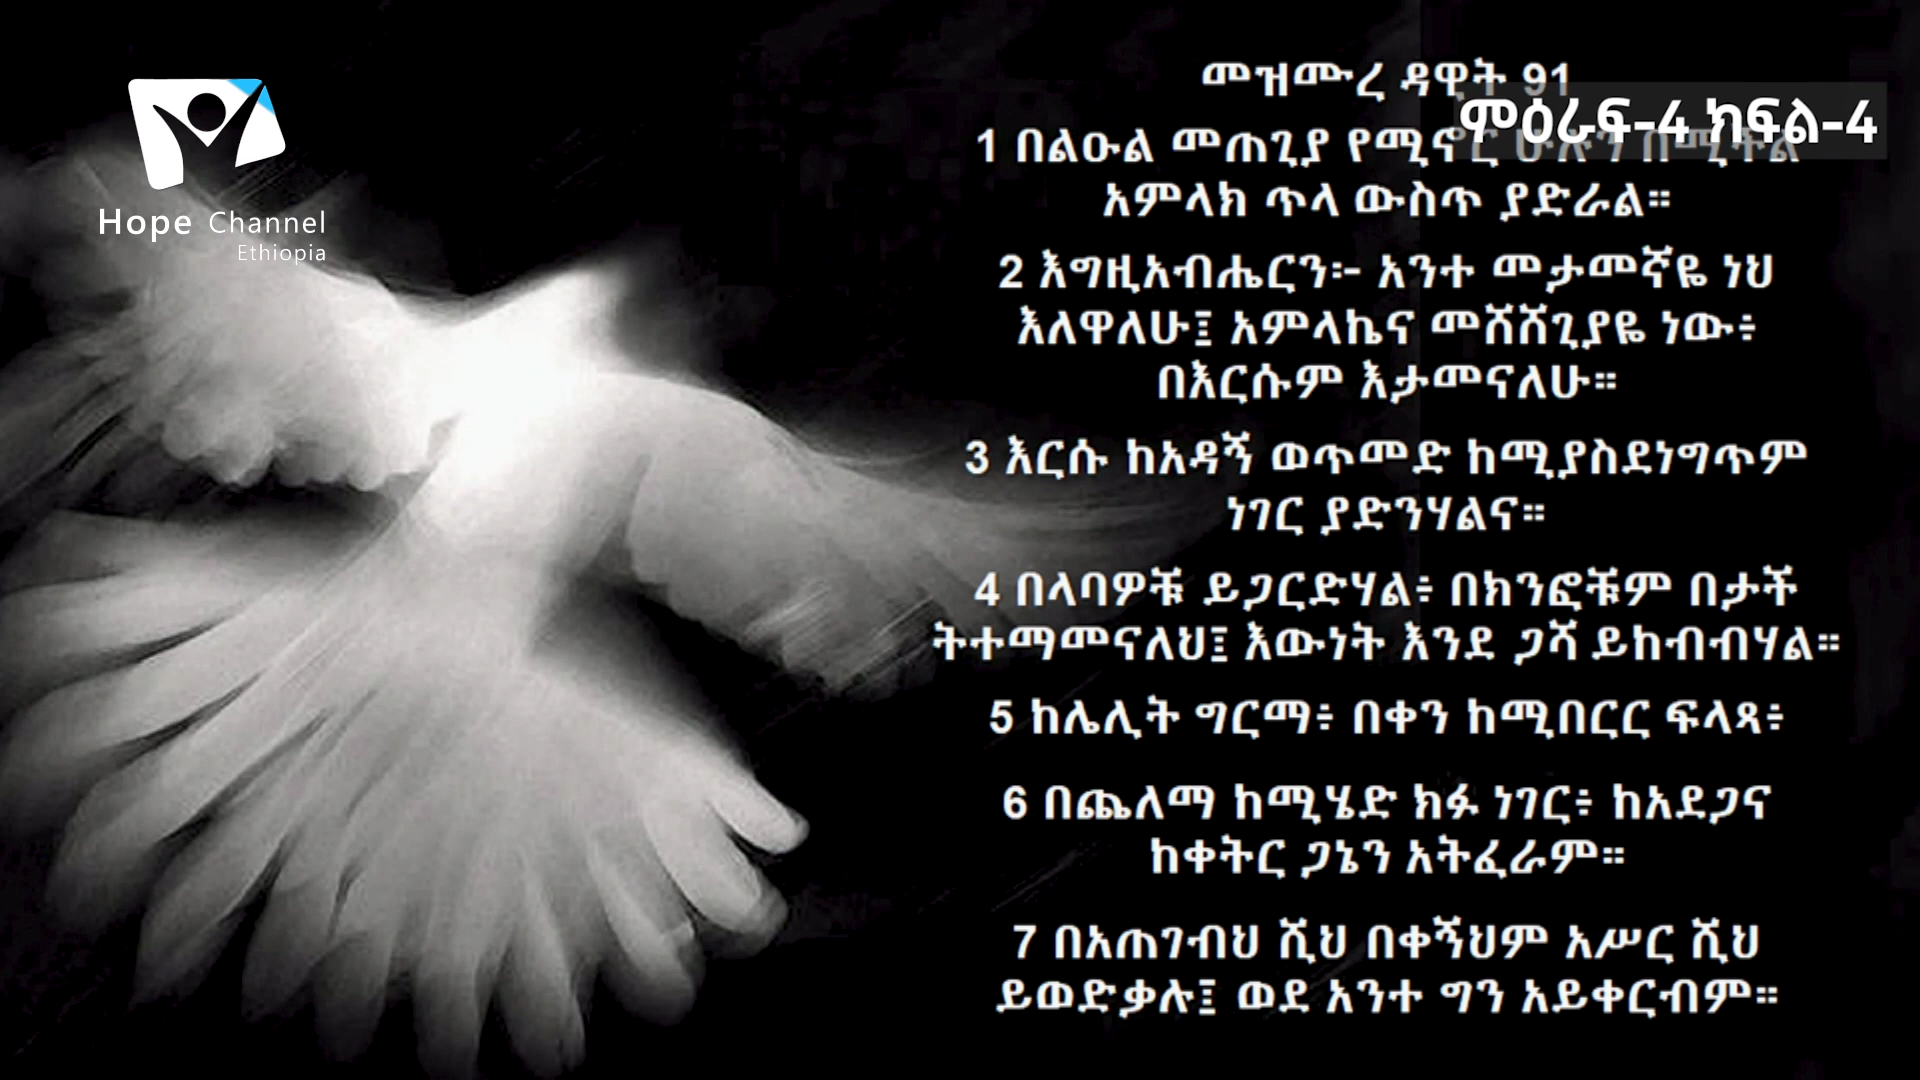 Hope Channel
Ethiopia
መዝሙረ ዳዊት 91
ምዕራፍ-4 ክፍል-4
1 በልዑል መጠጊያ የሚኖር ሁሉን በሚችል
አምላክ ጥላ ውስጥ ያድራል።
2 እግዚአብሔርን፦ አንተ መታመኛዬ ነህ
እለዋለሁ፤ አምላኬና መሸሸጊያዬ ነው፥
በእርሱም እታመናለሁ።
3 እርሱ ከአዳኝ ወጥመድ ከሚያስደነግጥም
ነገር ያድንሃልና።
4 በላባዎቹ ይጋርድሃል፥ በክንፎቹም በታች
ትተማመናለህ፤ እውነት እንደ ጋሻ ይከብብሃል።
5 ከሌሊት ግርማ፥ በቀን ከሚበርር ፍላጻ፥
6 በጨለማ ከሚሄድ ክፉ ነገር፥ ከአደጋና
ከቀትር ጋኔን አትፈራም።
7 በአጠገብህ ሺህ በቀኝህም አሥር ሺህ
ይወድቃሉ፤ ወደ አንተ ግን አይቀርብም።